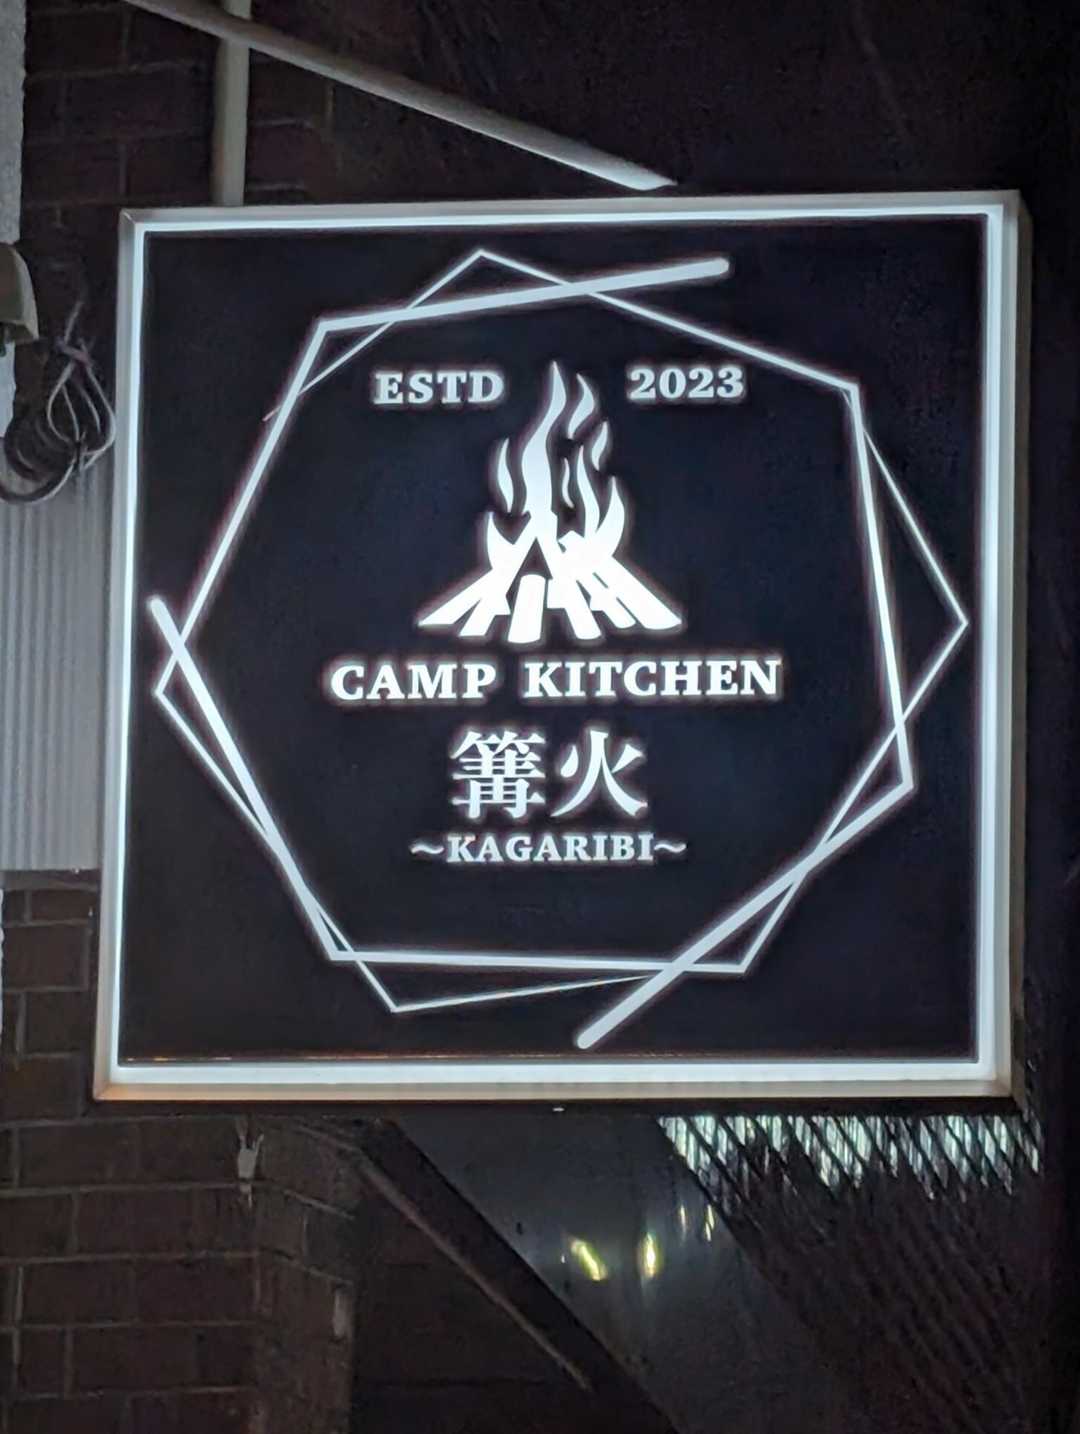 ESTD 2023
CAMP KITCHEN
篝火
~KAGARIBI~